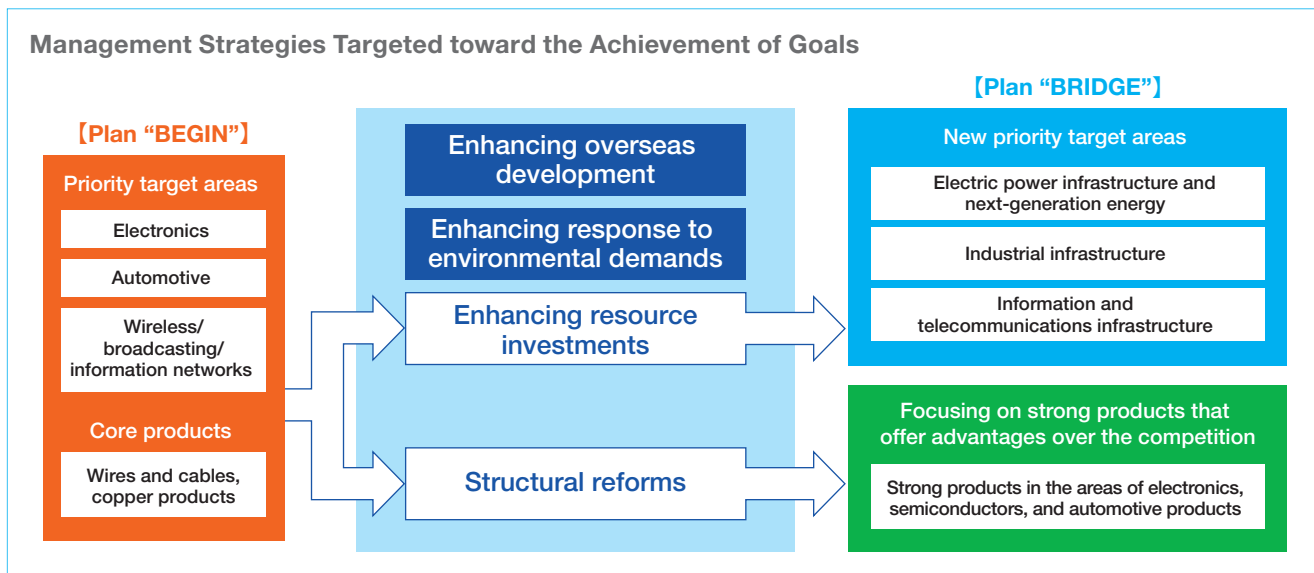 Management Strategies Targeted toward the Achievement of Goals
【Plan “BEGIN”】
Priority target areas
Electronics
Automotive
Wireless/
broadcasting/
information networks
Core products
Wires and cables,
copper products
Enhancing overseas
development
Enhancing response to
environmental demands
Enhancing resource
investments
Structural reforms
【Plan “BRIDGE”】
New priority target areas
Electric power infrastructure and
next-generation energy
Industrial infrastructure
Information and
telecommunications infrastructure
Focusing on strong products that
offer advantages over the competition
Strong products in the areas of electronics,
semiconductors, and automotive products